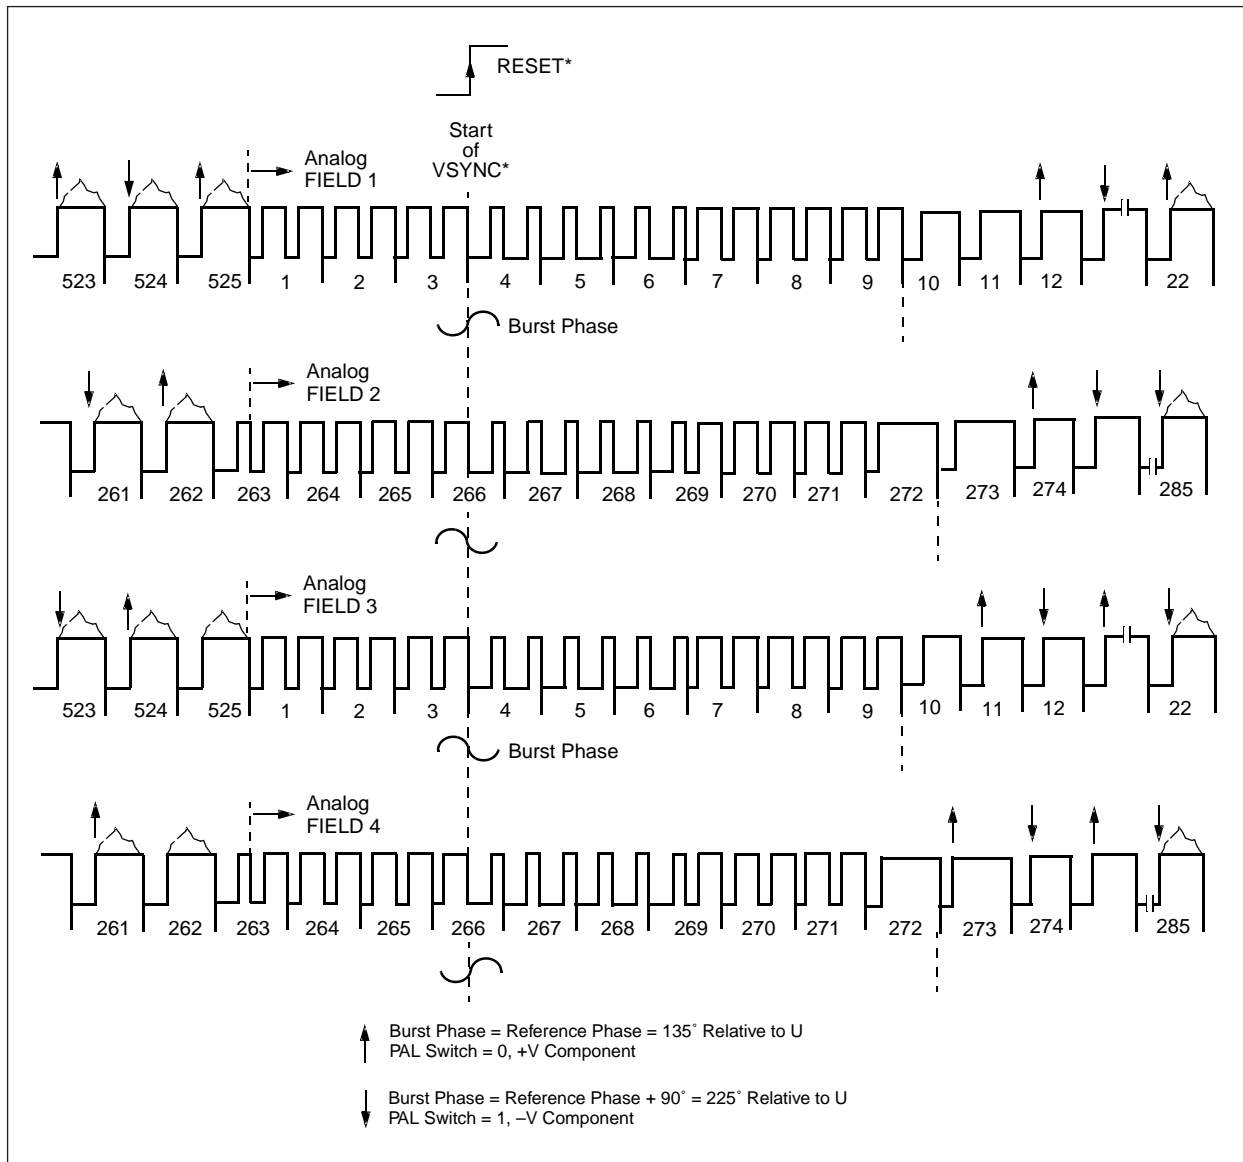 RESET*
Start
of
VSYNC*
Analog
FIELD 1
523 524 525 1 2 3 4 5 6 7 8 9 10 11 12 22
Burst Phase
Analog
FIELD 2
261 262 263 264 265 266 267 268 269 270 271 272 273 274 285
Analog
FIELD 3
523 524 525 1 2 3 4 5 6 7 8 9 10 11 12 22
Burst Phase
Analog
FIELD 4
261 262 263 264 265 266 267 268 269 270 271 272 273 274 285
Burst Phase = Reference Phase = 135˚ Relative to U
PAL Switch = 0, +V Component
Burst Phase = Reference Phase + 90˚ = 225˚ Relative to U
PAL Switch = 1, –V Component